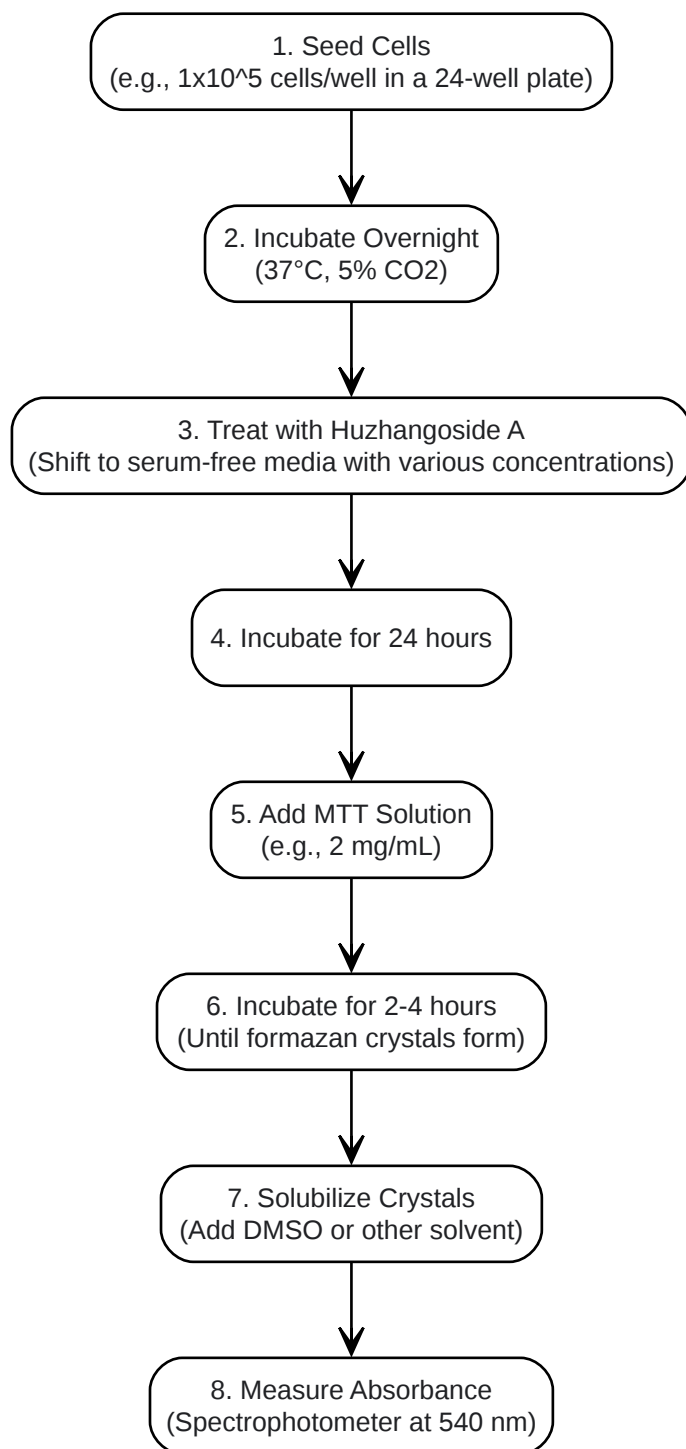 1. Seed Cells
(e.g., 1x10^5 cells/well in a 24-well plate)
2. Incubate Overnight
(37°C, 5% CO2)
3. Treat with Huzhangoside A
(Shift to serum-free media with various concentrations)
4. Incubate for 24 hours
5. Add MTT Solution
(e.g., 2 mg/mL)
6. Incubate for 2-4 hours
(Until formazan crystals form)
7. Solubilize Crystals
(Add DMSO or other solvent)
8. Measure Absorbance
(Spectrophotometer at 540 nm)